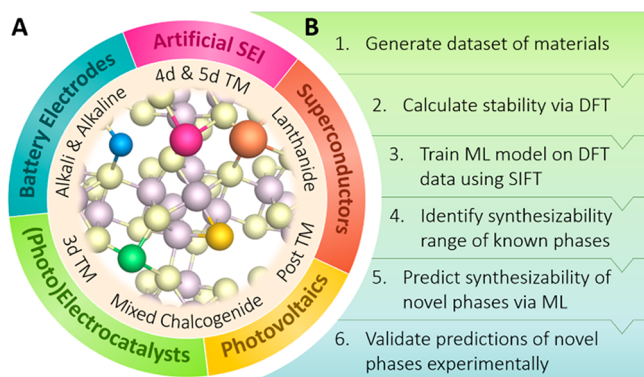 A
Battery Electrodes
Artificial SEI
Superconductors
Photovoltaics
(Photo)Electrocatalysts
Alkali & Alkaline
4d & 5d TM
Lanthanide
Post TM
Mixed Chalcogenide
3d TM
B
1. Generate dataset of materials
2. Calculate stability via DFT
3. Train ML model on DFT
data using SIFT
4. Identify synthesizability
range of known phases
5. Predict synthesizability of
novel phases via ML
6. Validate predictions of novel
phases experimentally